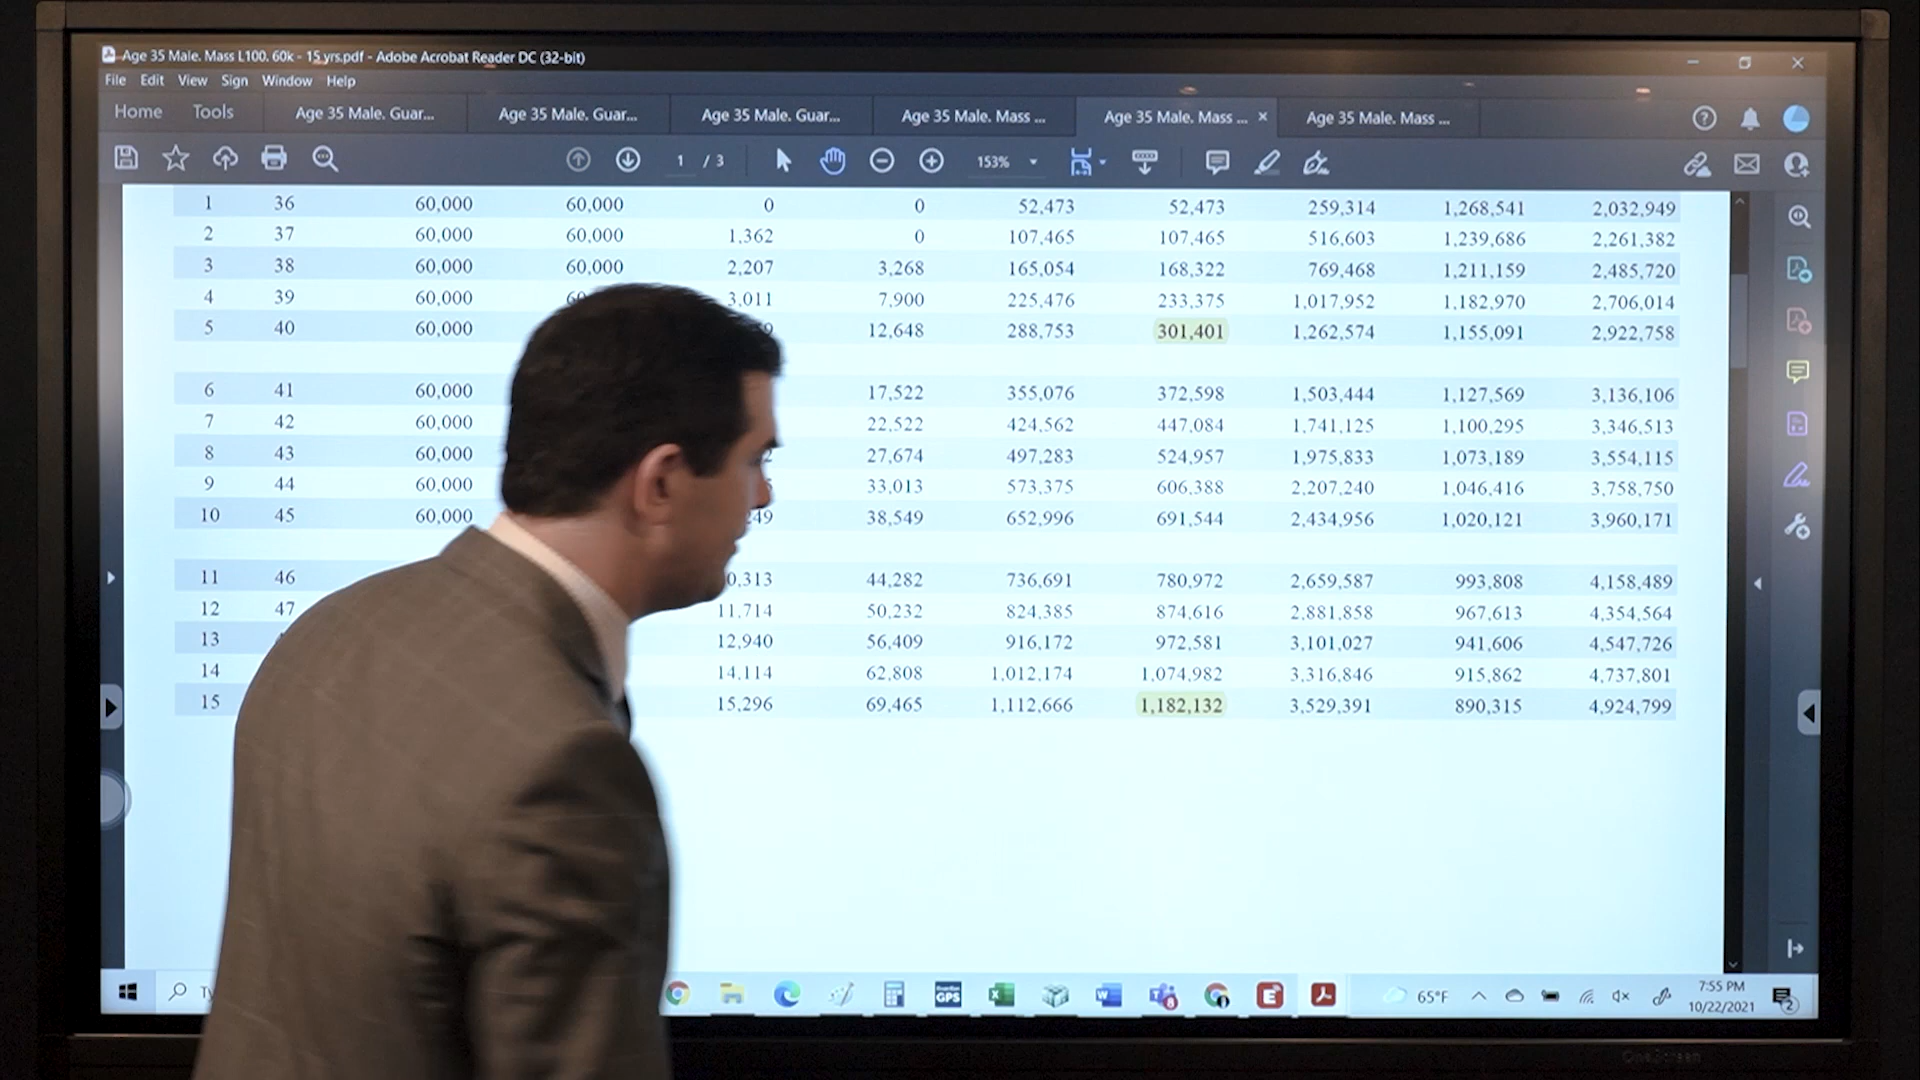 Age 35 Male. Mass L100. 60k - 15 yrs.pdf - Adobe Acrobat Reader DC (32-bit)
File Edit View Sign Window Help
Home Tools Age 35 Male. Guar... Age 35 Male. Guar... Age 35 Male. Guar... Age 35 Male. Mass ... Age 35 Male. Mass ... × Age 35 Male. Mass ...
1 / 3 153%
1 36 60,000 60,000 0 0 52,473 52,473 259,314 1,268,541 2,032,949
2 37 60,000 60,000 1,362 0 107,465 107,465 516,603 1,239,686 2,261,382
3 38 60,000 60,000 2,207 3,268 165,054 168,322 769,468 1,211,159 2,485,720
4 39 60,000 3,011 7,900 225,476 233,375 1,017,952 1,182,970 2,706,014
5 40 60,000 12,648 288,753 301,401 1,262,574 1,155,091 2,922,758
6 41 60,000 17,522 355,076 372,598 1,503,444 1,127,569 3,136,106
7 42 60,000 22,522 424,562 447,084 1,741,125 1,100,295 3,346,513
8 43 60,000 27,674 497,283 524,957 1,975,833 1,073,189 3,554,115
9 44 60,000 33,013 573,375 606,388 2,207,240 1,046,416 3,758,750
10 45 60,000 249 38,549 652,996 691,544 2,434,956 1,020,121 3,960,171
11 46 0,313 44,282 736,691 780,972 2,659,587 993,808 4,158,489
12 47 11,714 50,232 824,385 874,616 2,881,858 967,613 4,354,564
13 12,940 56,409 916,172 972,581 3,101,027 941,606 4,547,726
14 14,114 62,808 1,012,174 1,074,982 3,316,846 915,862 4,737,801
15 15,296 69,465 1,112,666 1,182,132 3,529,391 890,315 4,924,799
Ty GPS 8 65°F 7:55 PM
10/22/2021 2
OneScreen